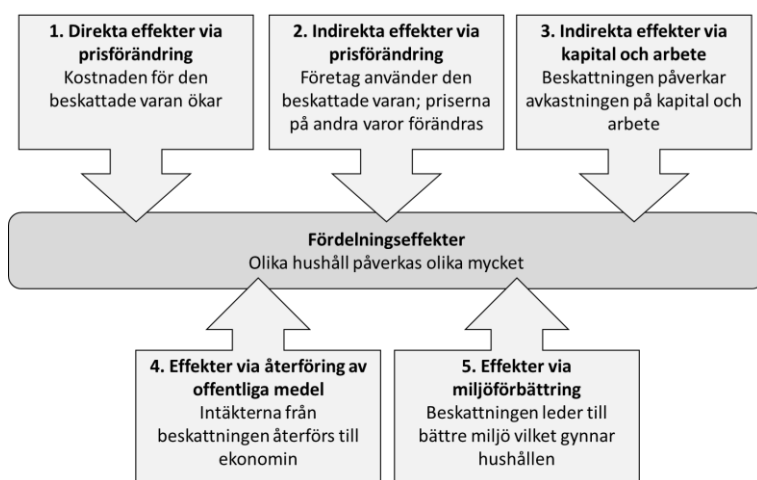 1. Direkta effekter via
prisförändring
Kostnaden för den
beskattade varan ökar
2. Indirekta effekter via
prisförändring
Företag använder den
beskattade varan; priserna
på andra varor förändras
3. Indirekta effekter via
kapital och arbete
Beskattningen påverkar
avkastningen på kapital och
arbete
Fördelningseffekter
Olika hushåll påverkas olika mycket
4. Effekter via återföring av
offentliga medel
Intäkterna från
beskattningen återförs till
ekonomin
5. Effekter via
miljöförbättring
Beskattningen leder till
bättre miljö vilket gynnar
hushållen